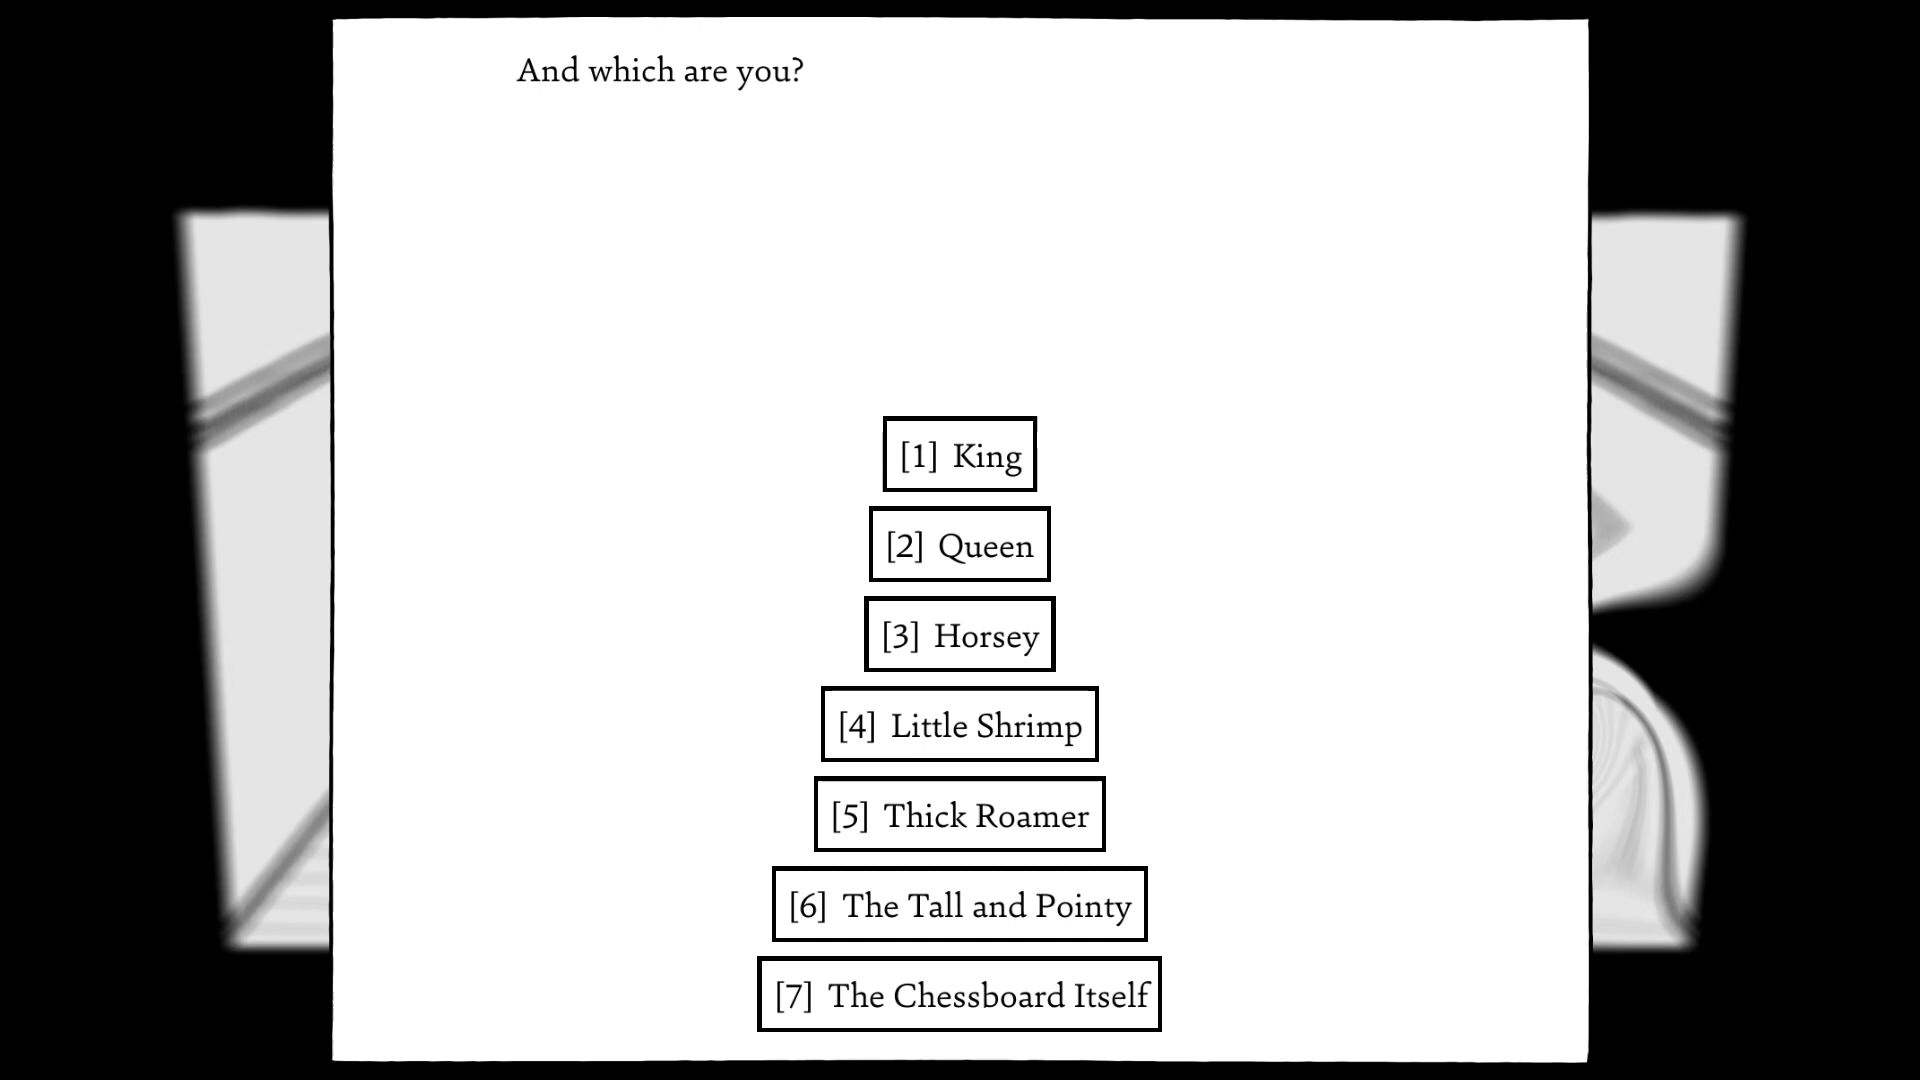 And which are you?
[1] King
[2] Queen
[3] Horsey
[4] Little Shrimp
[5] Thick Roamer
[6] The Tall and Pointy
[7] The Chessboard Itself